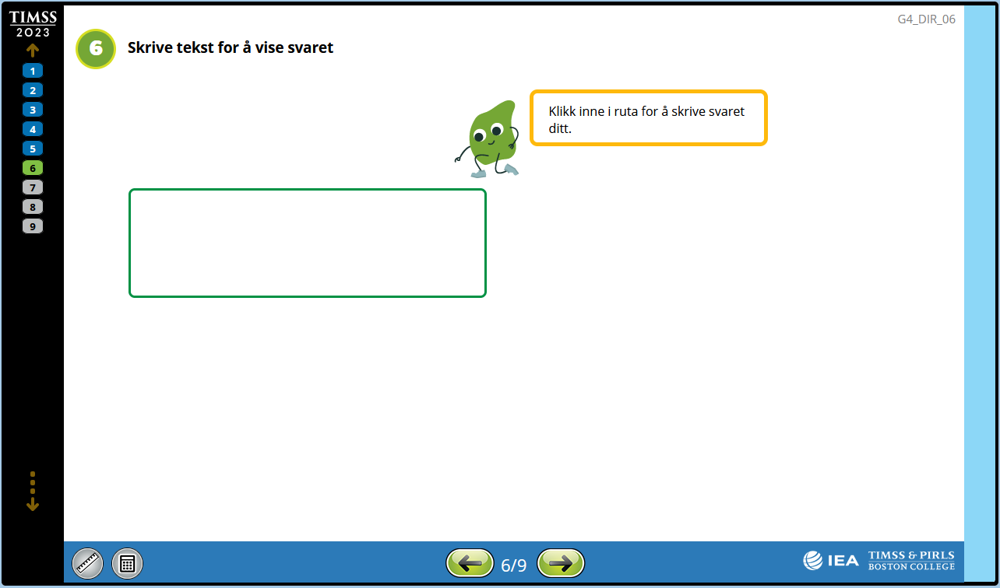 TIMSS
2023
1
2
3
4
5
6
7
8
9
G4_DIR_06
6
Skrive tekst for å vise svaret
Klikk inne i ruta for å skrive svaret
ditt.
6/9
IEA
TIMSS & PIRLS
BOSTON COLLEGE